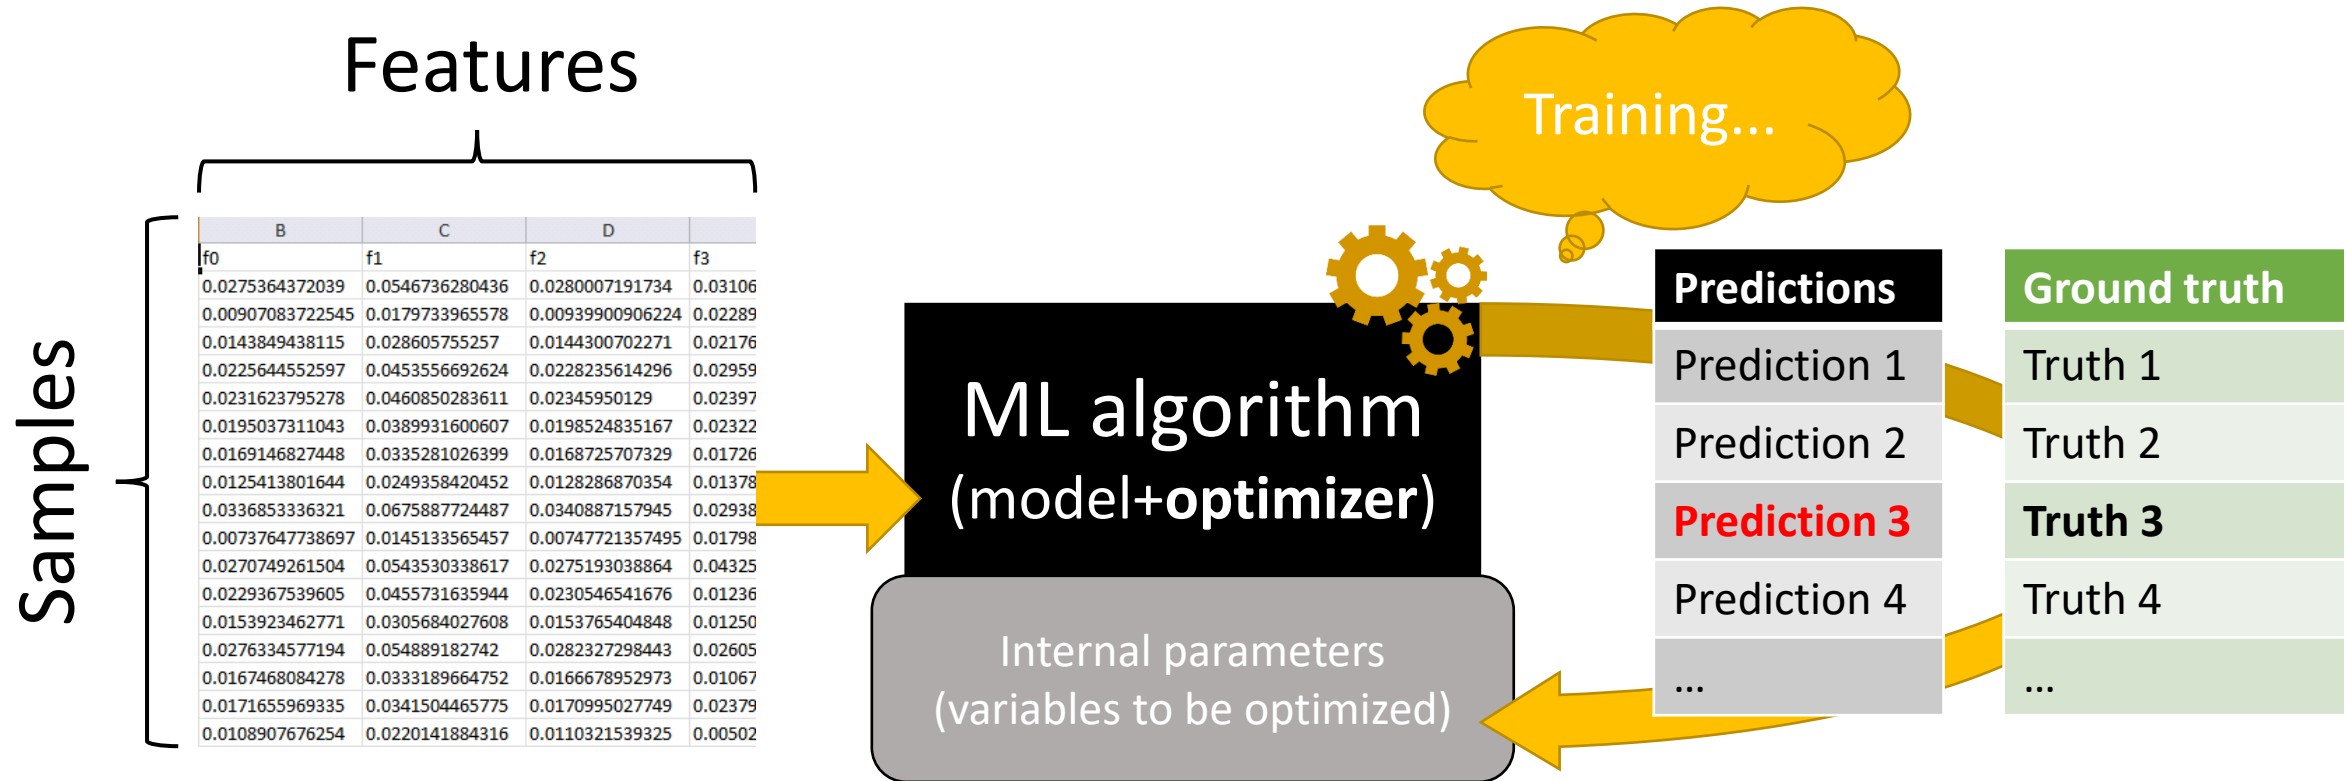 Features
Training...
Samples
B C D
f0 f1 f2 f3
0.0275364372039 0.0546736280436 0.0280007191734 0.03106
0.00907083722545 0.0179733965578 0.00939900906224 0.02289
0.0143849438115 0.028605755257 0.0144300702271 0.02176
0.0225644552597 0.0453556692624 0.0228235614296 0.02959
0.0231623795278 0.0460850283611 0.02345950129 0.02397
0.0195037311043 0.0389931600607 0.0198524835167 0.02322
0.0169146827448 0.0335281026399 0.0168725707329 0.01726
0.0125413801644 0.0249358420452 0.0128286870354 0.01378
0.0336853336321 0.0675887724487 0.0340887157945 0.02938
0.00737647738697 0.0145133565457 0.00747721357495 0.01798
0.0270749261504 0.0543530338617 0.0275193038864 0.04325
0.0229367539605 0.0455731635944 0.0230546541676 0.01236
0.0153923462771 0.0305684027608 0.0153765404848 0.01250
0.0276334577194 0.054889182742 0.0282327298443 0.02605
0.0167468084278 0.0333189664752 0.0166678952973 0.01067
0.0171655969335 0.0341504465775 0.0170995027749 0.02379
0.0108907676254 0.0220141884316 0.0110321539325 0.00502
ML algorithm
(model+optimizer)
Internal parameters
(variables to be optimized)
Predictions Ground truth
Prediction 1 Truth 1
Prediction 2 Truth 2
Prediction 3 Truth 3
Prediction 4 Truth 4
... ...